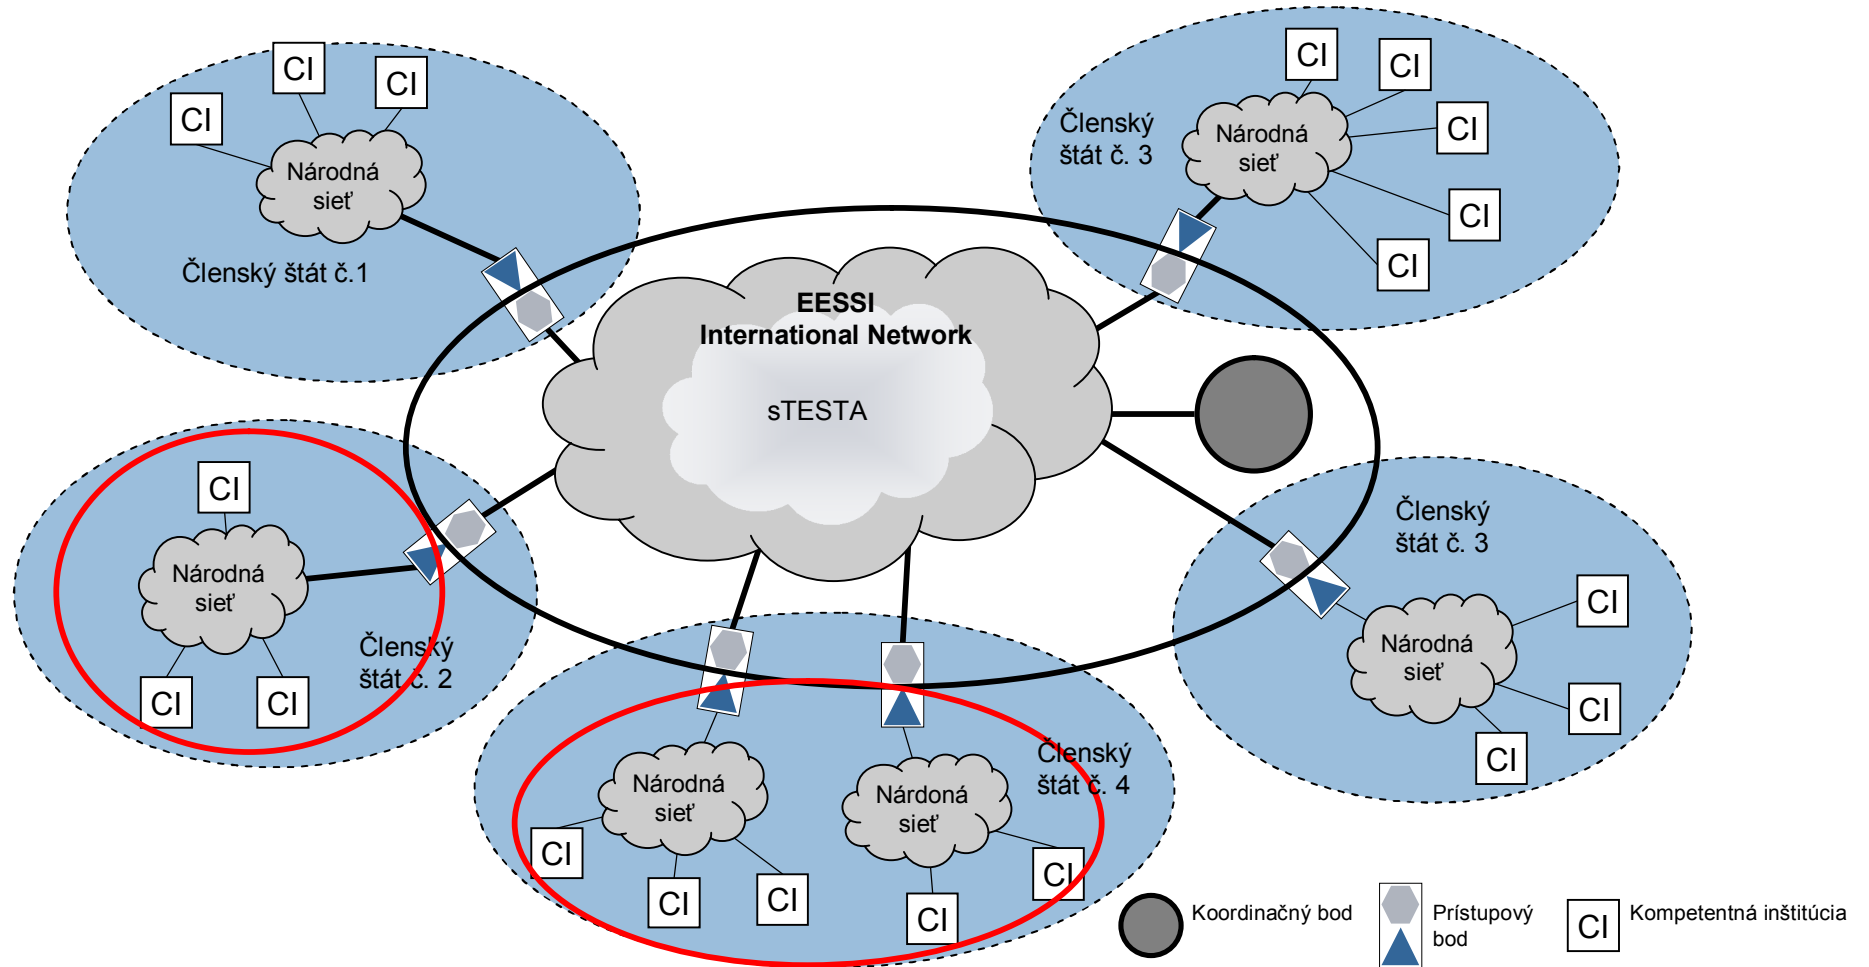 CI
CI
CI
Národná
sieť
Členský štát č.1
CI
CI
CI
CI
CI
Národná
sieť
Členský
štát č. 3
EESSI
International Network
sTESTA
CI
Národná
sieť
CI
CI
Členský
štát č. 2
Členský
štát č. 3
CI
CI
CI
Národná
sieť
Členský
štát č. 4
Národná
sieť
Nárdoná
sieť
CI
CI
CI
CI
CI
Koordinačný bod
Prístupový
bod
CI
Kompetentná inštitúcia